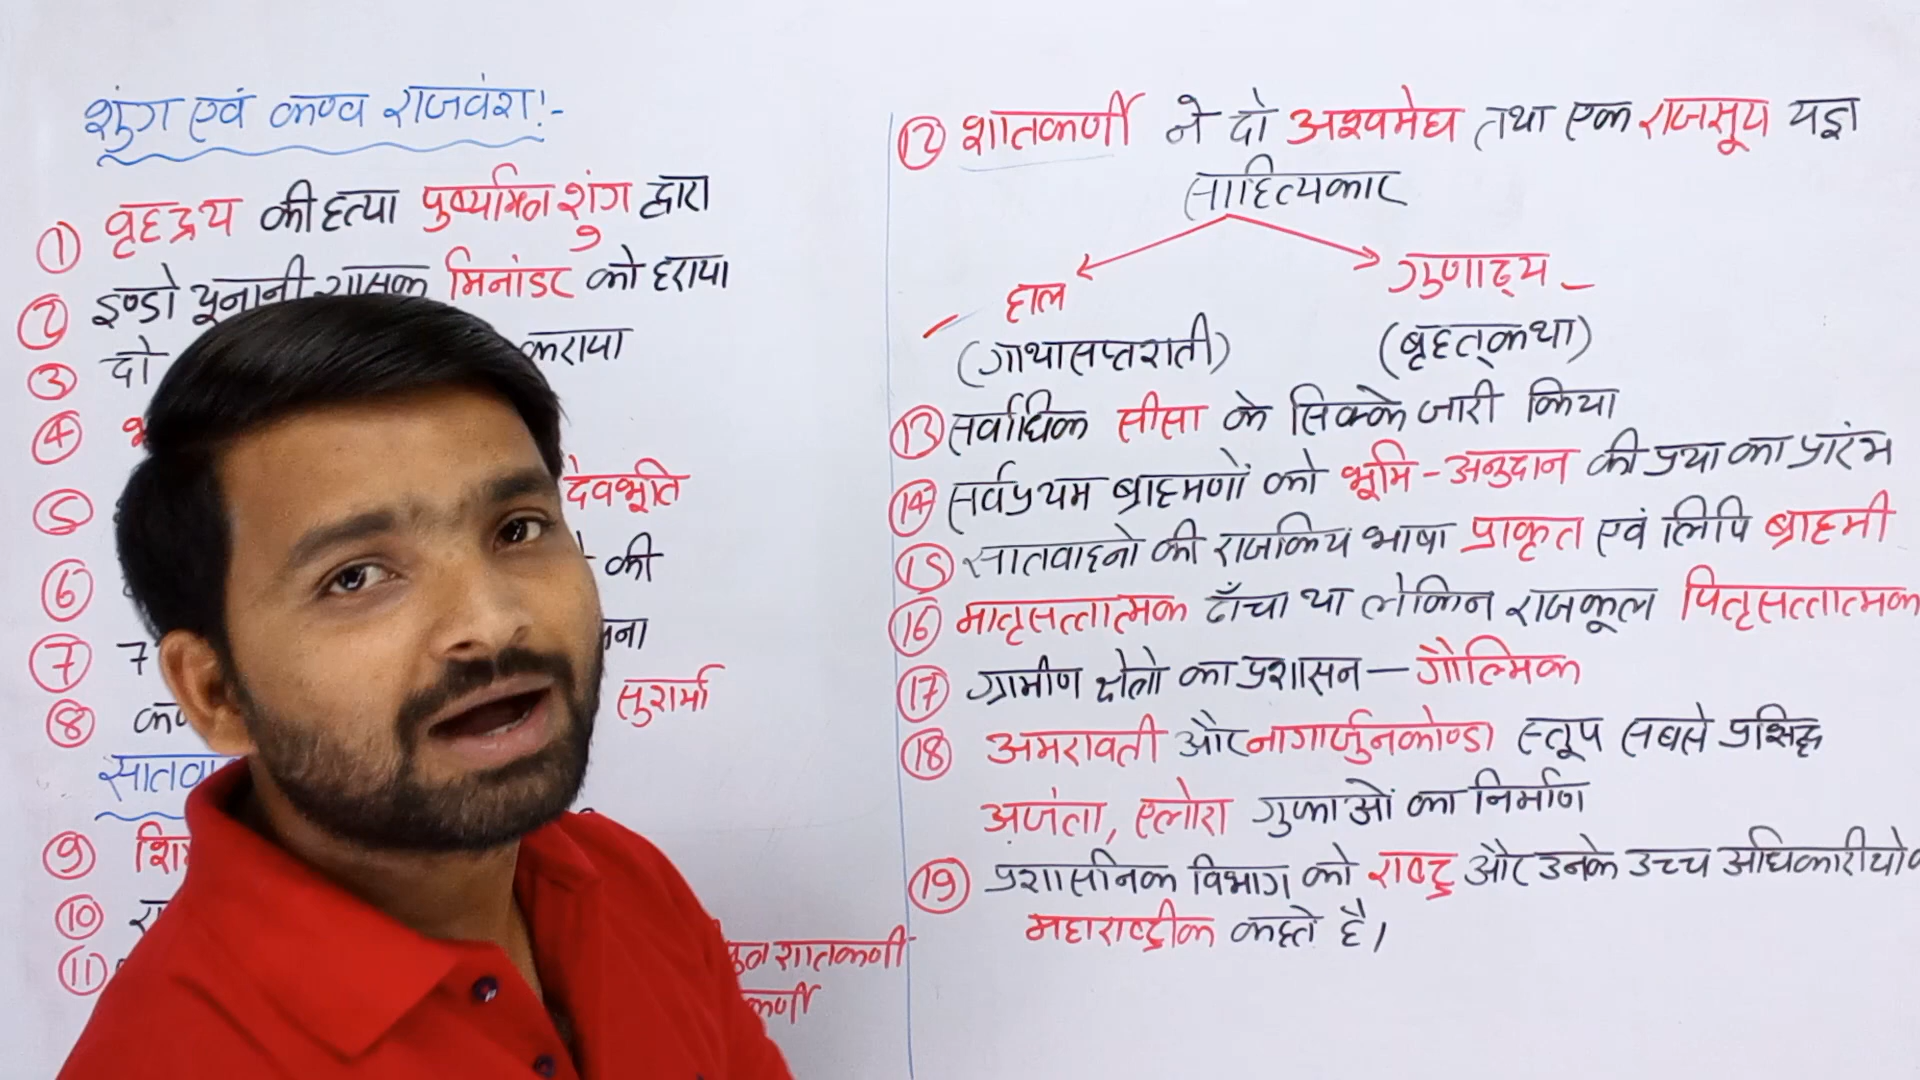 शुंग एवं कण्व राजवंश!-
① वृहद्रथ की हत्या पुष्यमित्र शुंग द्वारा
② इण्डो यूनानी शासक मिनांडर को हराया
③ दो कराया
④
⑤ देवभूति
⑥ की
⑦ 7
⑧ सुशर्मा
⑨
⑩
⑪ शातकर्णी
⑫ शातकर्णी ने दो अश्वमेघ तथा एक राजसूय यज्ञ
साहित्यकार
हाल गुणाढ्य -
(गाथासप्तशती) (बृहत्कथा)
⑬ सर्वाधिक सीसा के सिक्के जारी किया
⑭ सर्वप्रथम ब्राहमणों को भूमि - अनुदान की प्रथा का प्रारंभ
⑮ सातवाहनो की राजकिय भाषा प्राकृत एवं लिपि ब्राहमी
⑯ मातृसत्तात्मक ढाँचा था लेकिन राजकूल पितृसत्तात्मक
⑰ ग्रामीण क्षेत्रो का प्रशासन — गौल्मिक
⑱ अमरावती और नागार्जुनकोण्डा स्तूप सबसे प्रसिद्ध
अजंता, एलोरा गुफाओं का निर्माण
⑲ प्रशासनिक विभाग को राष्ट्र और उनके उच्च अधिकारीयो
महाराष्ट्रीक कहते है।